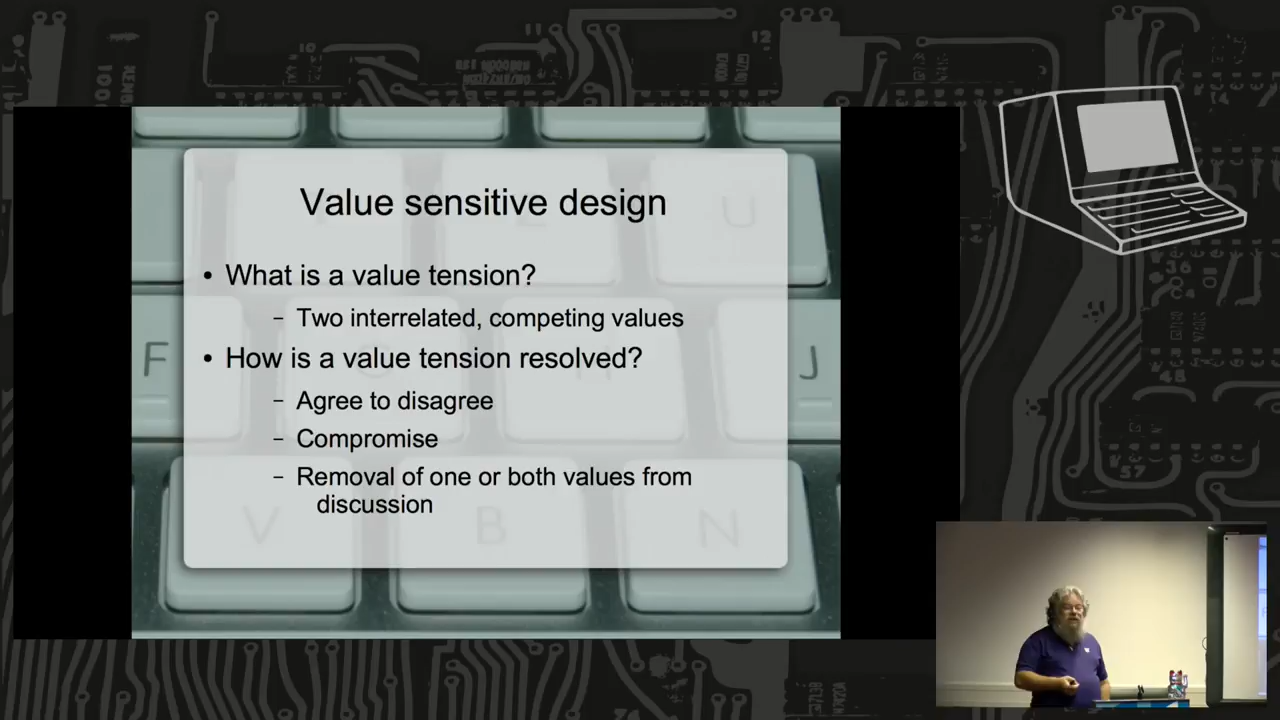 Value sensitive design
• What is a value tension?
– Two interrelated, competing values
• How is a value tension resolved?
– Agree to disagree
– Compromise
– Removal of one or both values from
discussion
F
J
U
V
B
N
57